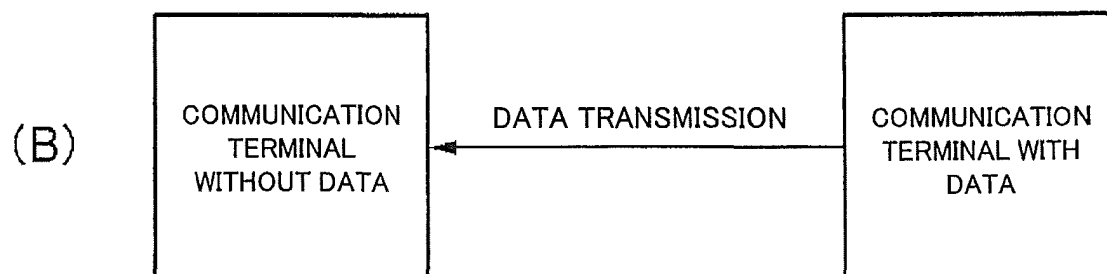 (B)
COMMUNICATION
TERMINAL
WITHOUT DATA
DATA TRANSMISSION
COMMUNICATION
TERMINAL WITH
DATA